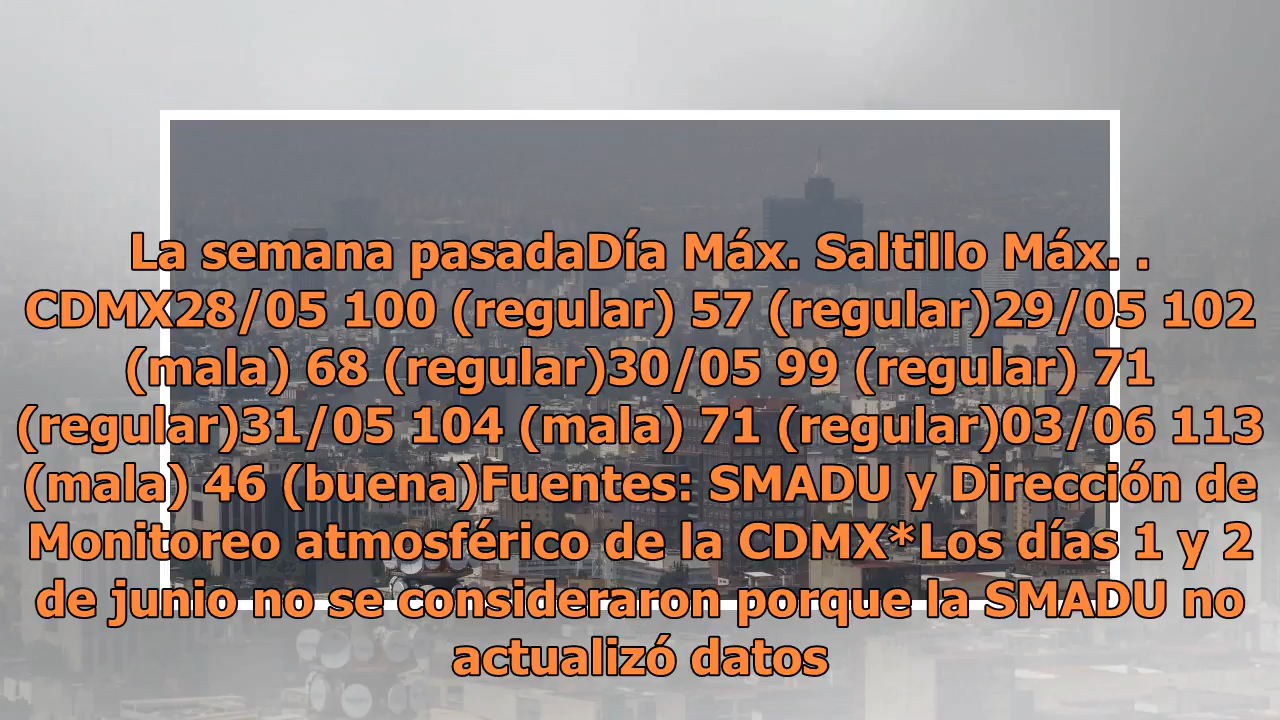 La semana pasadaDía Máx. Saltillo Máx. .
CDMX28/05 100 (regular) 57 (regular)29/05 102
(mala) 68 (regular)30/05 99 (regular) 71
(regular)31/05 104 (mala) 71 (regular)03/06 113
(mala) 46 (buena)Fuentes: SMADU y Dirección de
Monitoreo atmosférico de la CDMX*Los días 1 y 2
de junio no se consideraron porque la SMADU no
actualizó datos